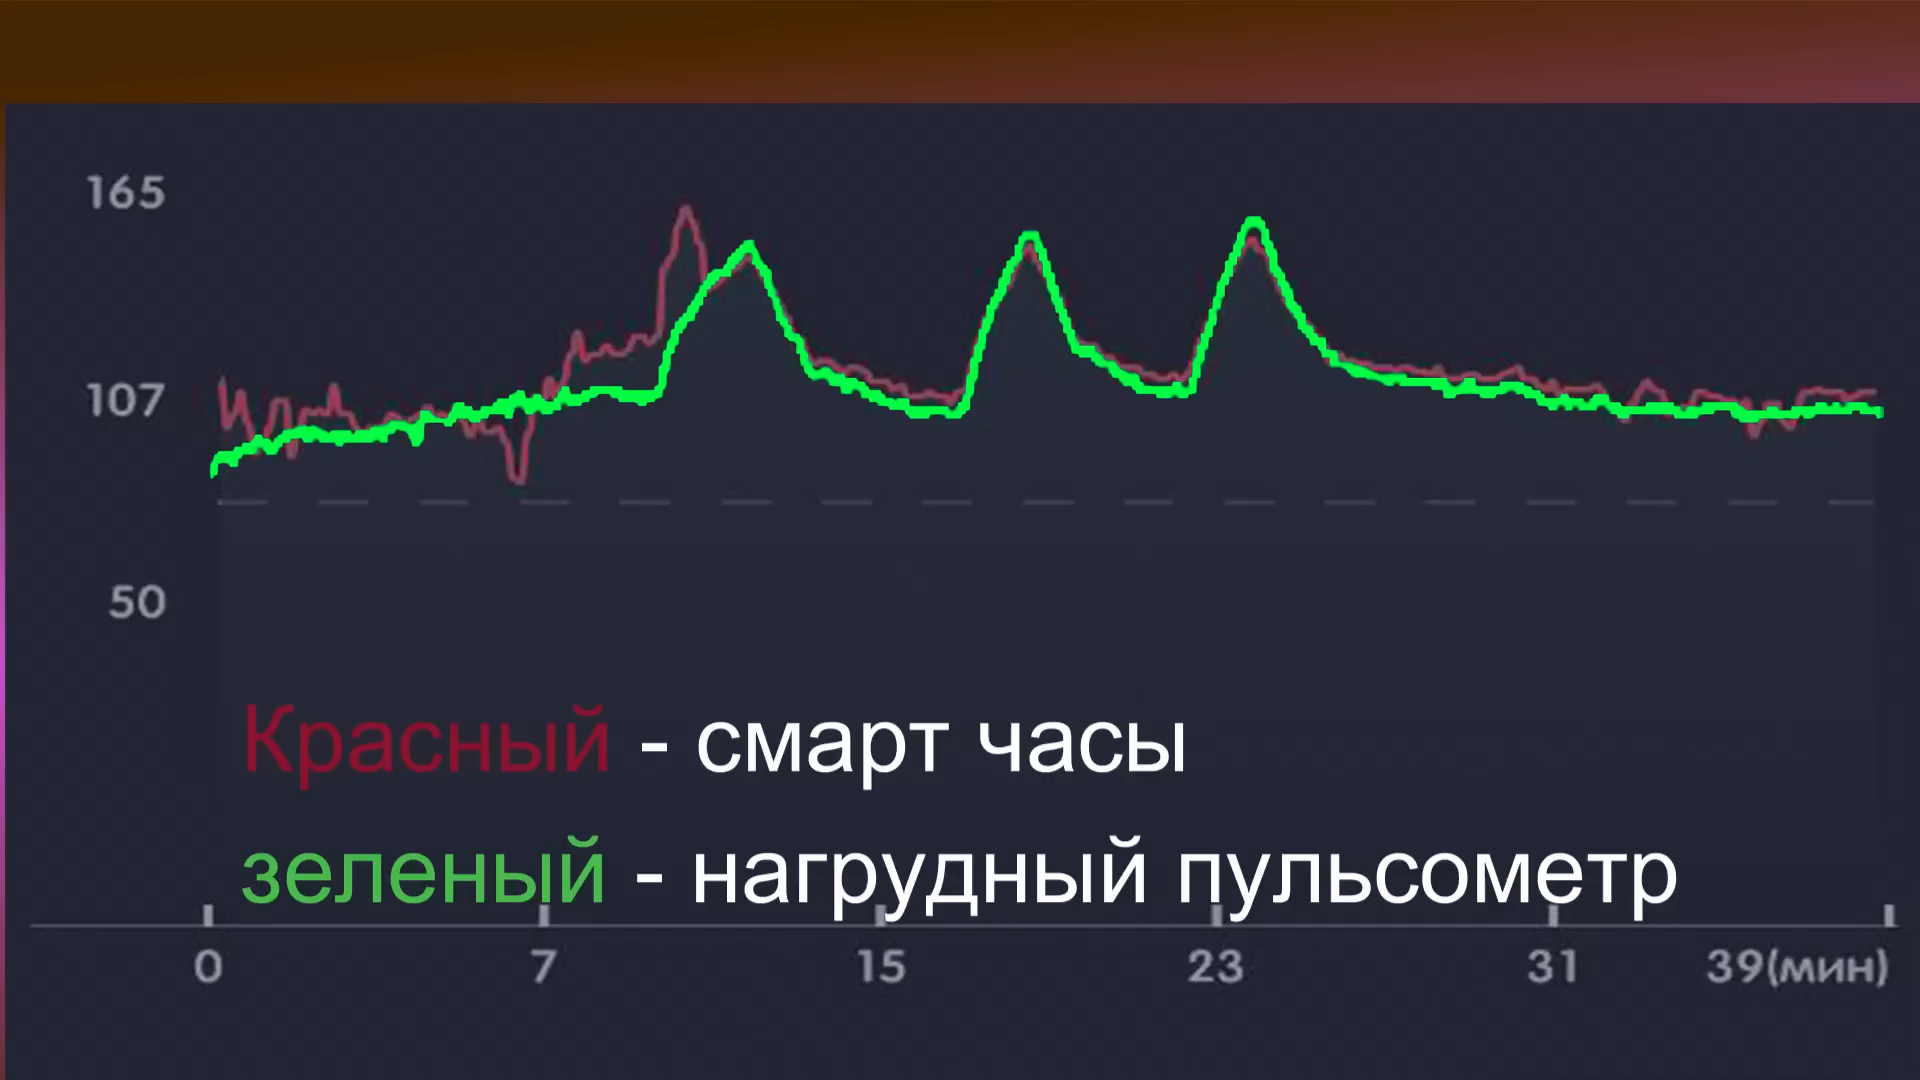 165
107
50
Красный - смарт часы
зеленый - нагрудный пульсометр
0 7 15 23 31 39(мин)